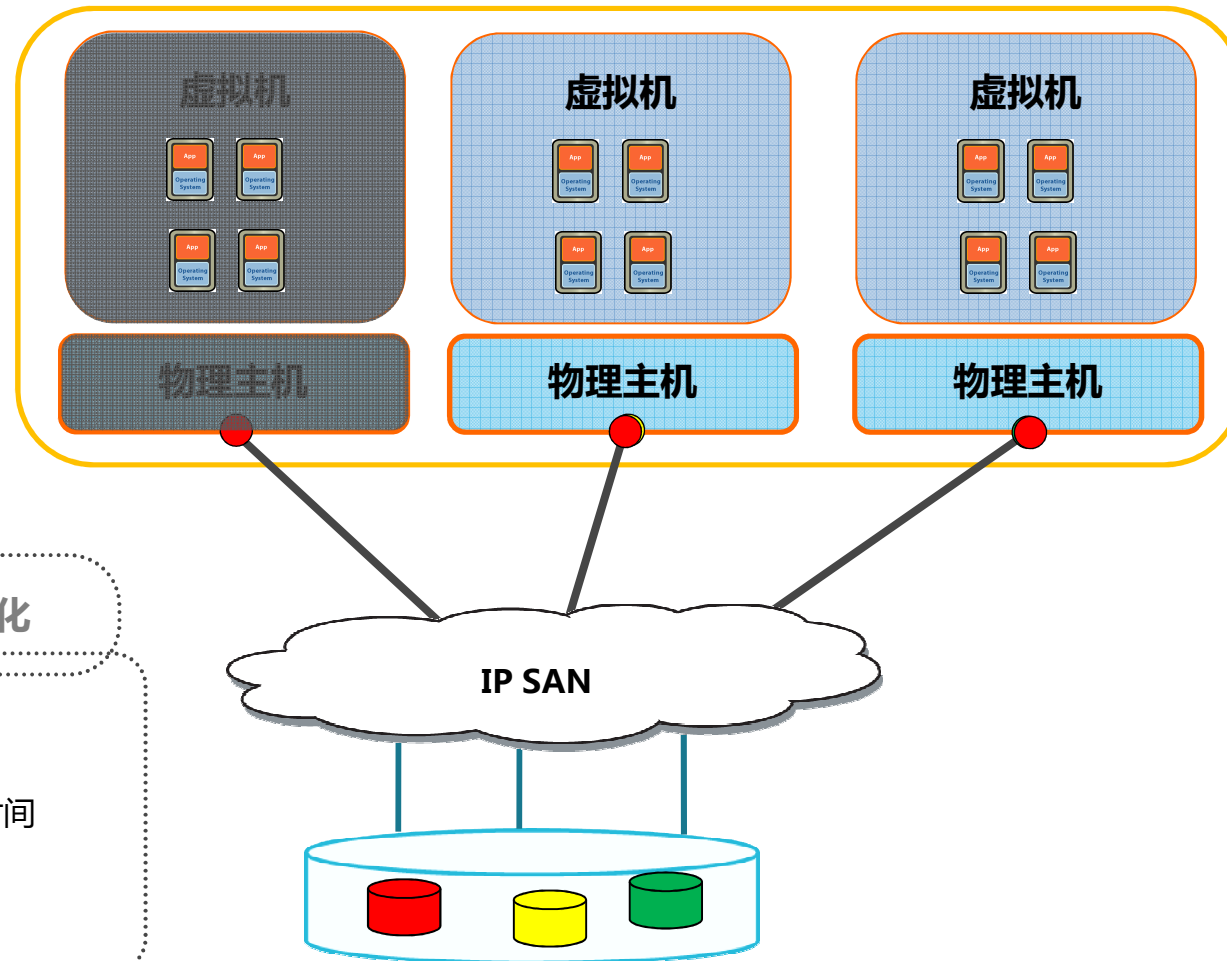 虚拟机
虚拟机
虚拟机
App
App
App
App
App
App
Operating
System
Operating
System
Operating
System
Operating
System
Operating
System
Operating
System
App
App
App
App
App
App
Operating
System
Operating
System
Operating
System
Operating
System
Operating
System
Operating
System
物理主机
物理主机
物理主机
化
IP SAN
间